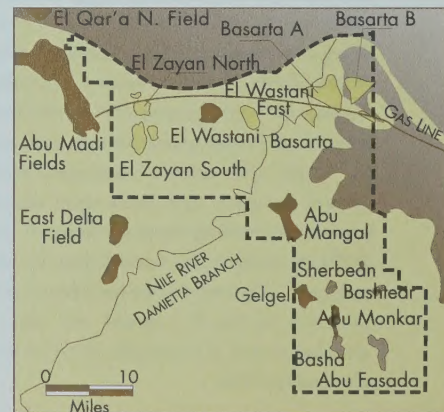 El Qar'a N. Field
Basarta A
Basarta B
El Zayan North
El Wastani
East
GAS LINE
El Wastani
Basarta
Abu Madi
Fields
El Zayan South
East Delta
Field
Abu
Mangal
NILE RIVER
DAMIETTA BRANCH
Sherbean
Gelgel
Bashtear
Abu Monkar
Basha
Abu Fasada
0
10
Miles